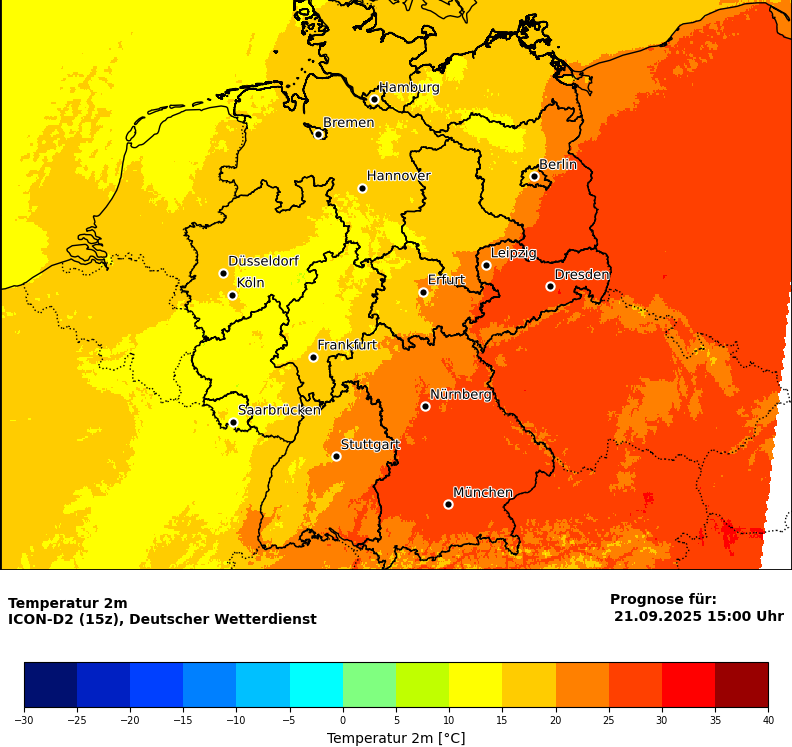 Hamburg
Bremen
Berlin
Hannover
Leipzig
Düsseldorf
Dresden
Köln
Erfurt
Frankfurt
Nürnberg
Saarbrücken
Stuttgart
München
Temperatur 2m
ICON-D2 (15z), Deutscher Wetterdienst
Prognose für:
21.09.2025 15:00 Uhr
−30 −25 −20 −15 −10 −5 0 5 10 15 20 25 30 35 40
Temperatur 2m [°C]